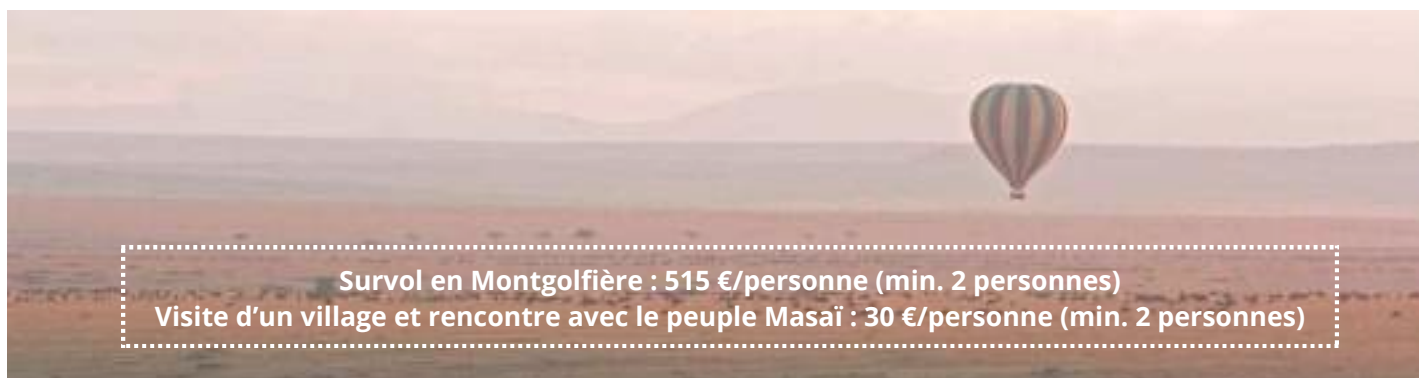 Survol en Montgolfière : 515 €/personne (min. 2 personnes)
Visite d’un village et rencontre avec le peuple Masaï : 30 €/personne (min. 2 personnes)